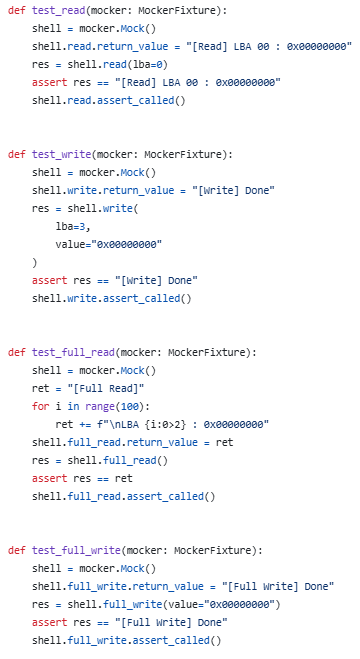 def test_read(mocker: MockerFixture):
    shell = mocker.Mock()
    shell.read.return_value = "[Read] LBA 00 : 0x00000000"
    res = shell.read(lba=0)
    assert res == "[Read] LBA 00 : 0x00000000"
    shell.read.assert_called()
def test_write(mocker: MockerFixture):
    shell = mocker.Mock()
    shell.write.return_value = "[Write] Done"
    res = shell.write(
        lba=3,
        value="0x00000000"
    )
    assert res == "[Write] Done"
    shell.write.assert_called()
def test_full_read(mocker: MockerFixture):
    shell = mocker.Mock()
    ret = "[Full Read]"
    for i in range(100):
        ret += f"\nLBA {i:0>2} : 0x00000000"
    shell.full_read.return_value = ret
    res = shell.full_read()
    assert res == ret
    shell.full_read.assert_called()
def test_full_write(mocker: MockerFixture):
    shell = mocker.Mock()
    shell.full_write.return_value = "[Full Write] Done"
    res = shell.full_write(value="0x00000000")
    assert res == "[Full Write] Done"
    shell.full_write.assert_called()